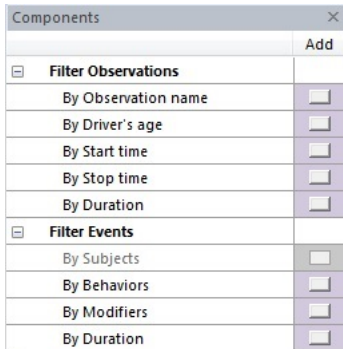 Components
Add
Filter Observations
By Observation name
By Driver's age
By Start time
By Stop time
By Duration
Filter Events
By Subjects
By Behaviors
By Modifiers
By Duration